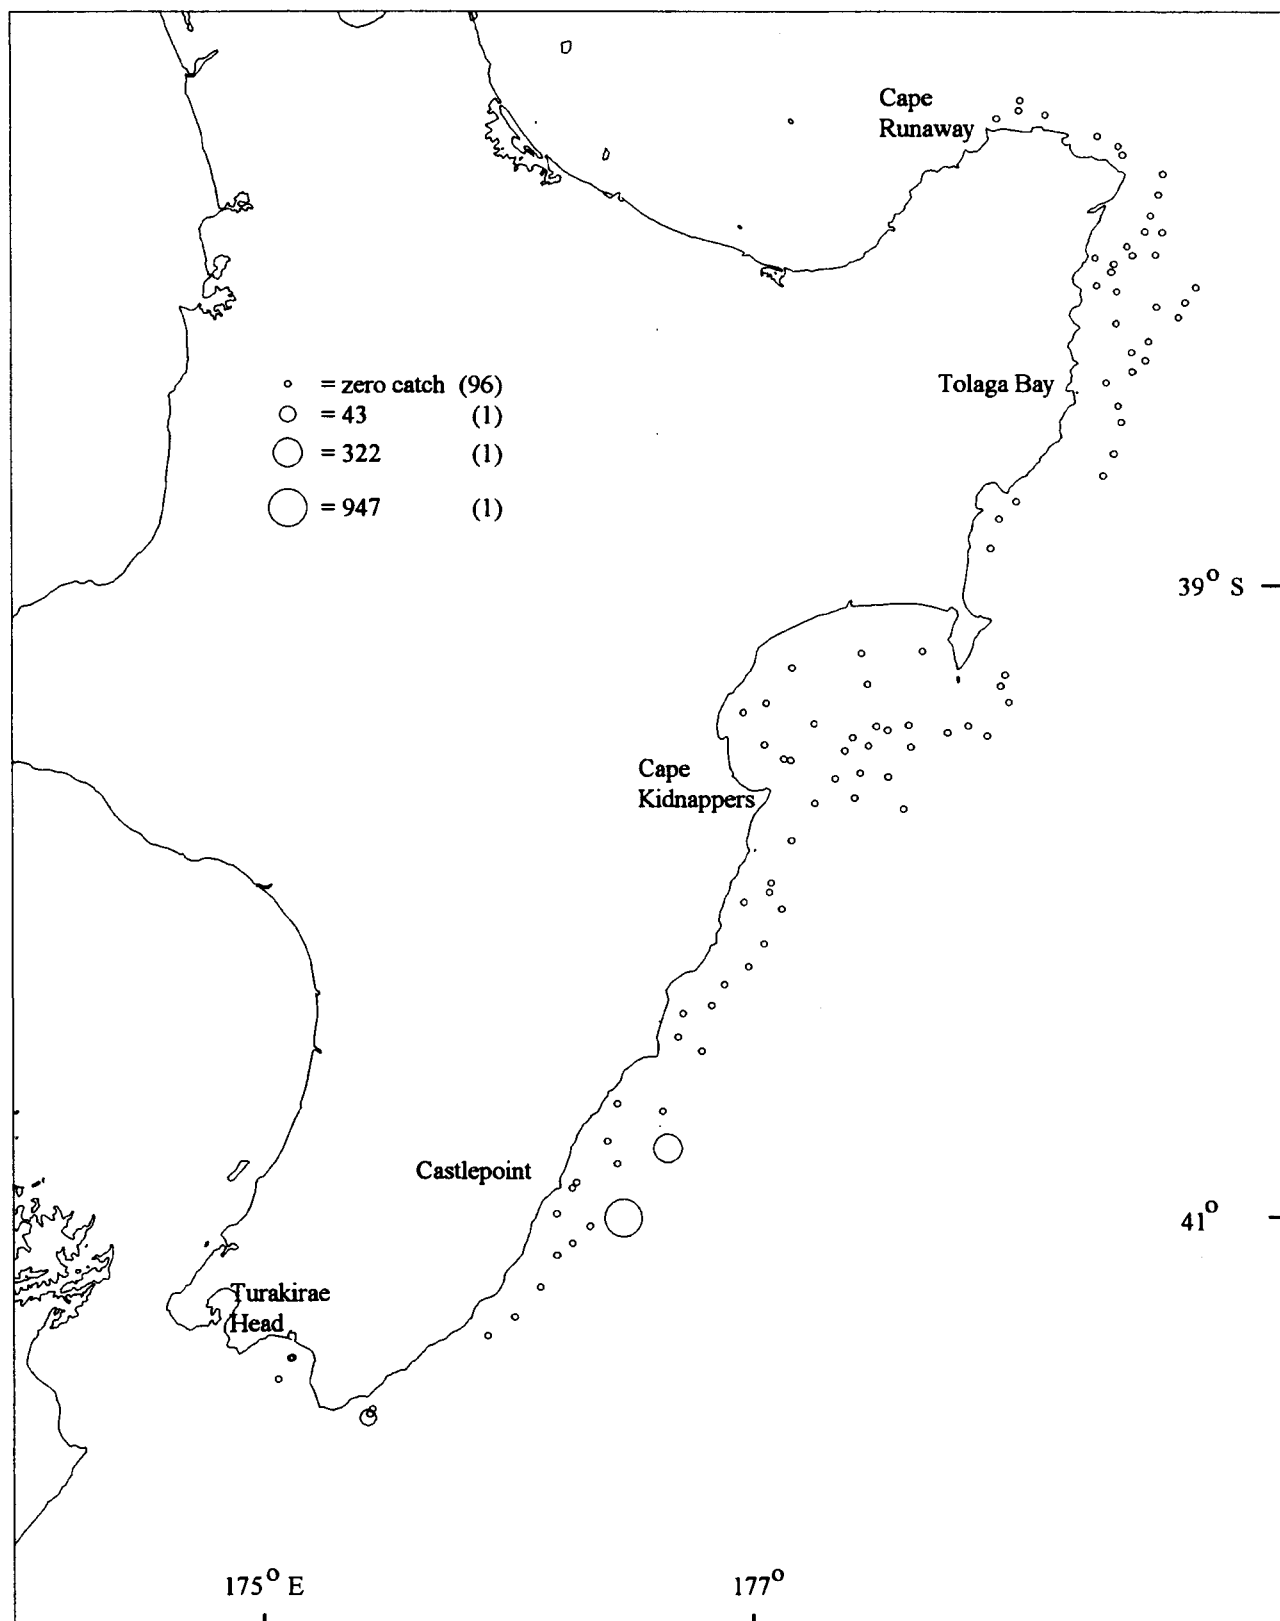 Cape
Runaway
= zero catch (96)
= 43 (1)
= 322 (1)
= 947 (1)
Tolaga Bay
39° S
Cape
Kidnappers
Castlepoint
41°
Turakirae
Head
175° E
177°